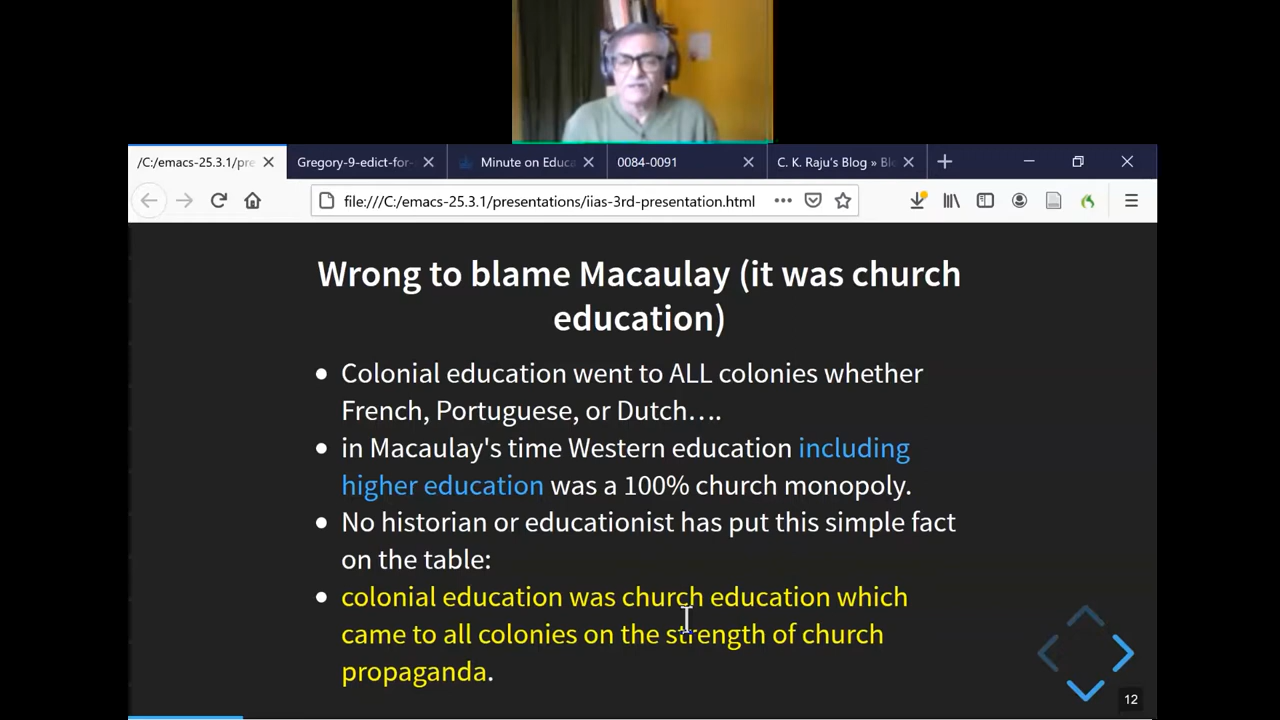 /C:/emacs-25.3.1/pre
Gregory-9-edict-for-
Minute on Educa
0084-0091
C. K. Raju's Blog » Blo
file:///C:/emacs-25.3.1/presentations/iias-3rd-presentation.html
Wrong to blame Macaulay (it was church
education)
Colonial education went to ALL colonies whether
French, Portuguese, or Dutch….
in Macaulay's time Western education including
higher education was a 100% church monopoly.
No historian or educationist has put this simple fact
on the table:
colonial education was church education which
came to all colonies on the strength of church
propaganda.
12